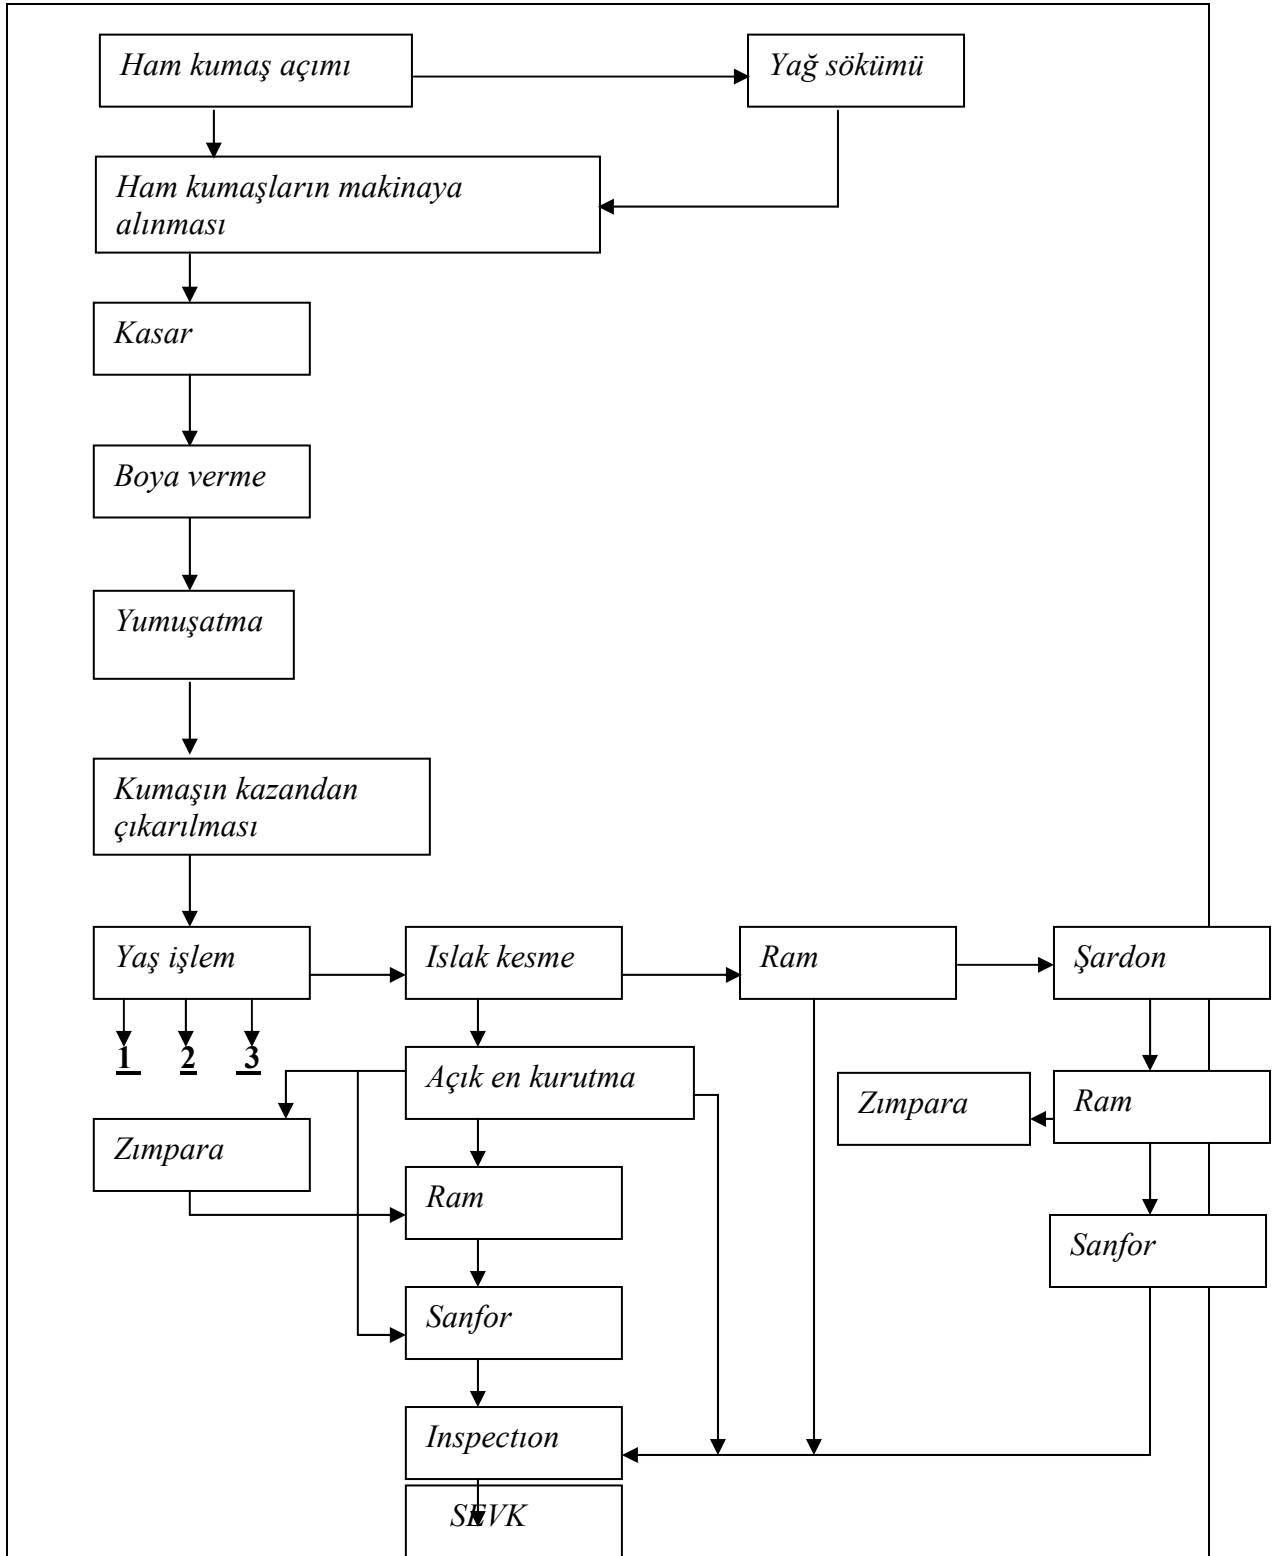 Ham kumaş açımı
Yağ sökümü
Ham kumaşların makinaya
alınması
Kasar
Boya verme
Yumuşatma
Kumaşın kazandan
çıkarılması
Yaş işlem
Islak kesme
Ram
Şardon
1 2 3
Açık en kurutma
Zımpara
Ram
Zımpara
Ram
Sanfor
Sanfor
Inspectıon
SEVK